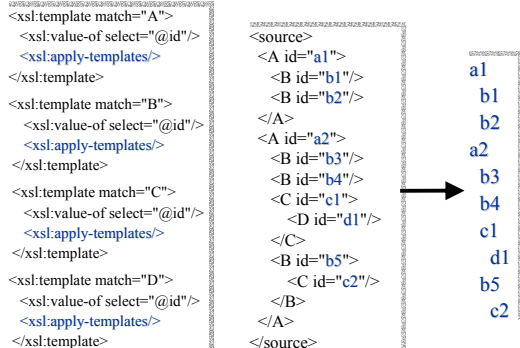 <xsl:template match="A">
<xsl:value-of select="@id"/>
<xsl:apply-templates/>
</xsl:template>
<xsl:template match="B">
<xsl:value-of select="@id"/>
<xsl:apply-templates/>
</xsl:template>
<xsl:template match="C">
<xsl:value-of select="@id"/>
<xsl:apply-templates/>
</xsl:template>
<xsl:template match="D">
<xsl:value-of select="@id"/>
<xsl:apply-templates/>
</xsl:template>
<source>
<A id="a1">
<B id="b1"/>
<B id="b2"/>
</A>
<A id="a2">
<B id="b3"/>
<B id="b4"/>
<C id="c1">
<D id="d1"/>
</C>
<B id="b5">
<C id="c2"/>
</B>
</A>
</source>
a1
b1
b2
a2
b3
b4
c1
d1
b5
c2